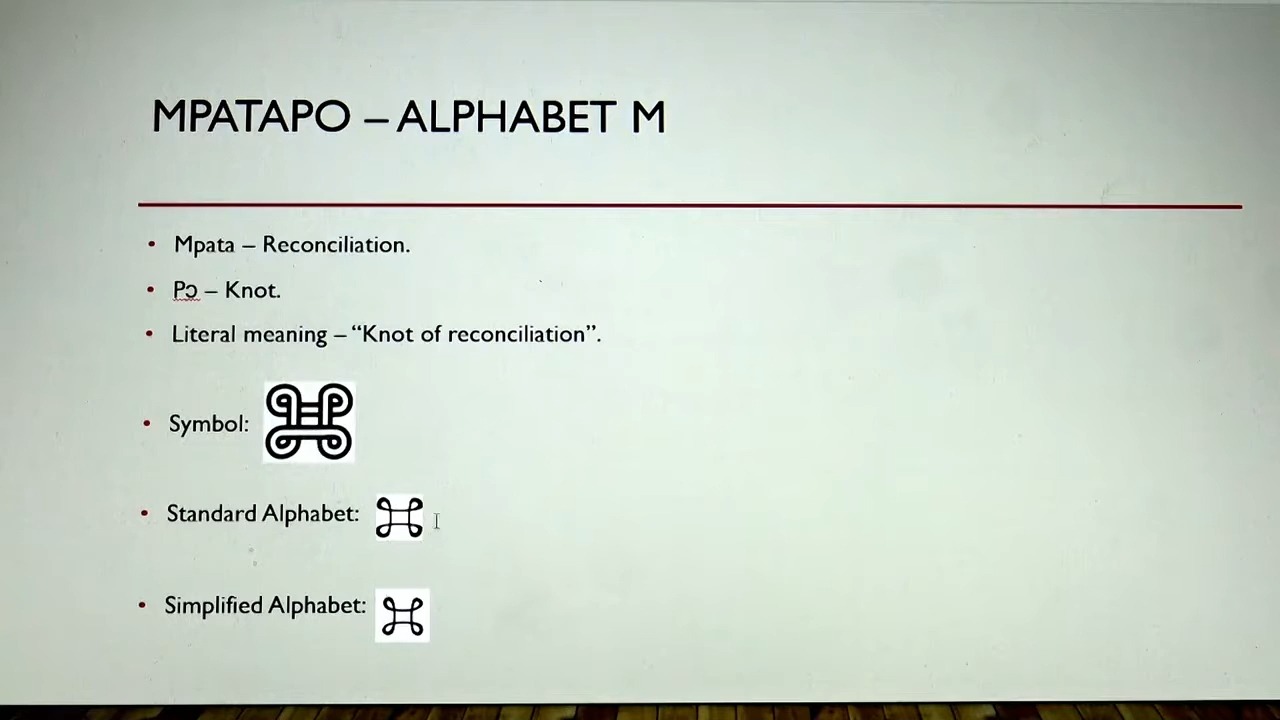 MPATAPO – ALPHABET M
• Mpata – Reconciliation.
• Pɔ – Knot.
• Literal meaning – “Knot of reconciliation”.
• Symbol:
• Standard Alphabet:
• Simplified Alphabet: